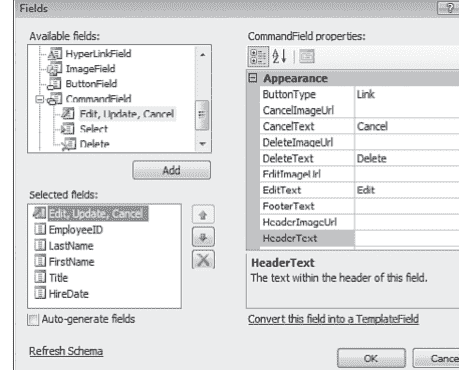 Fields
Available fields:
HyperLinkField
ImageField
ButtonField
CommandField
Edit, Update, Cancel
Select
Delete
Add
Selected fields:
Edit, Update, Cancel
EmployeeID
LastName
FirstName
Title
HireDate
Auto-generate fields
Refresh Schema
CommandField properties:
Appearance
ButtonType Link
CancelImageUrl
CancelText Cancel
DeleteImageUrl
DeleteText Delete
EditImageUrl
EditText Edit
FooterText
HeaderImageUrl
HeaderText
HeaderText
The text within the header of this field.
Convert this field into a TemplateField
OK Cance